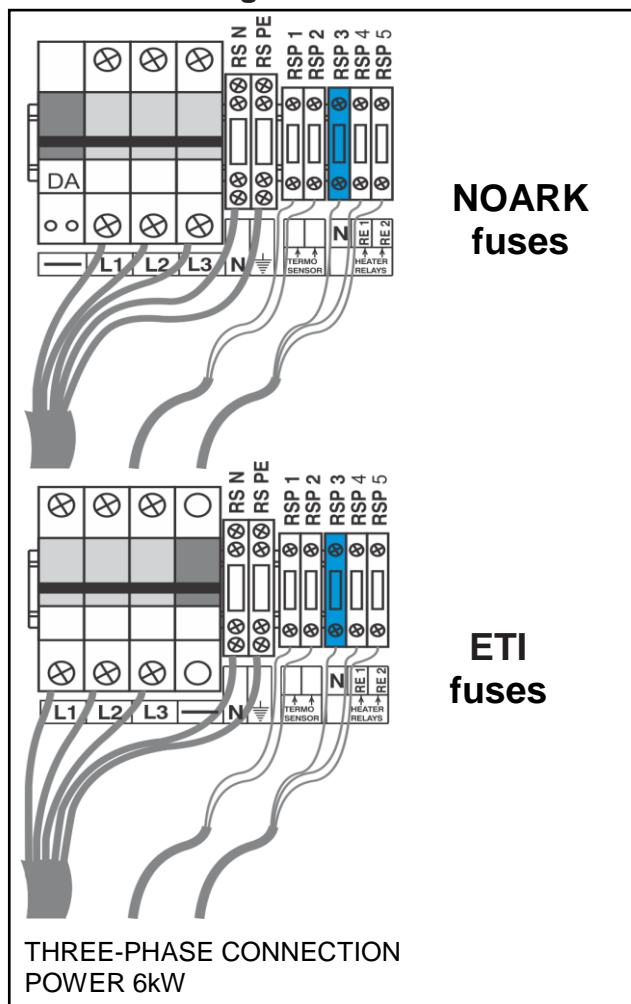 RS N
RS PE
RSP 1
RSP 2
RSP 3
RSP 4
RSP 5
DA
L1 L2 L3 N
TERMO
SENSOR
N
RE 1
RE 2
HEATER
RELAYS
NOARK
fuses
RS N
RS PE
RSP 1
RSP 2
RSP 3
RSP 4
RSP 5
L1 L2 L3 N
TERMO
SENSOR
N
RE 1
RE 2
HEATER
RELAYS
ETI
fuses
THREE-PHASE CONNECTION
POWER 6kW